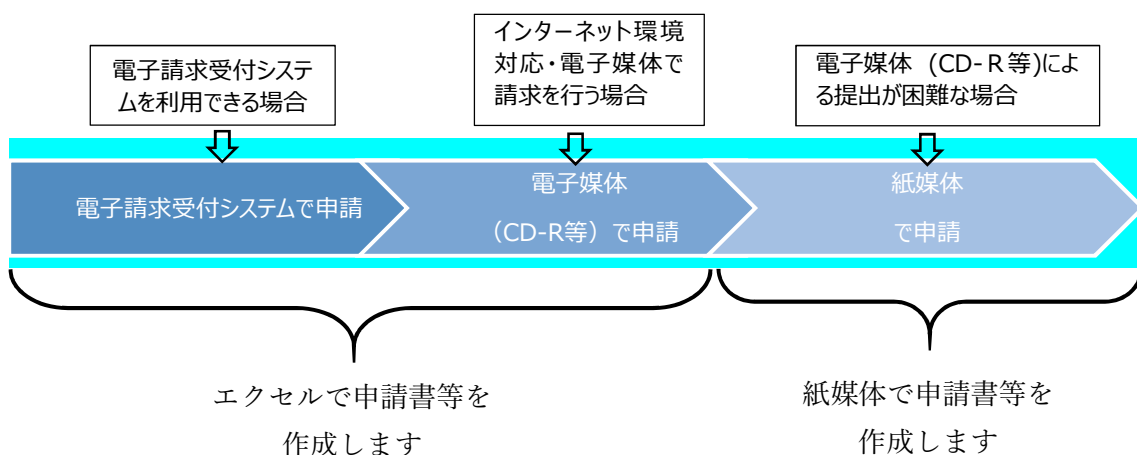 電子請求受付システ
ムを利用できる場合
インターネット環境
対応・電子媒体で
請求を行う場合
電子媒体 (CD-R等)によ
る提出が困難な場合
電子請求受付システムで申請
電子媒体
（CD-R等）で申請
紙媒体
で申請
エクセルで申請書等を
作成します
紙媒体で申請書等を
作成します